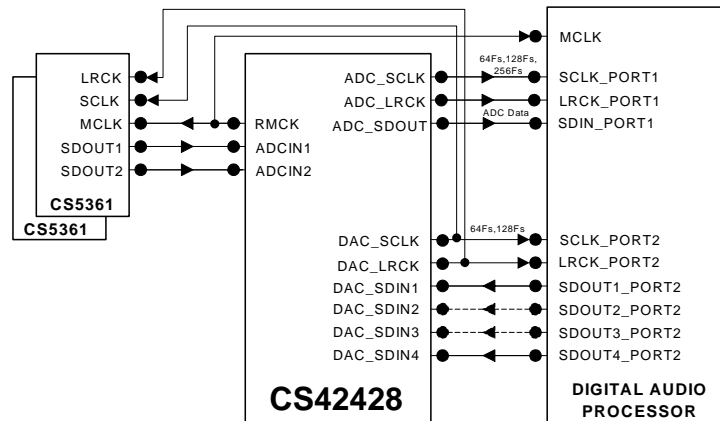 LRCK
SCLK
MCLK
SDOUT1
SDOUT2
CS5361
CS5361
RMCK
ADCIN1
ADCIN2
ADC_SCLK
ADC_LRCK
ADC_SDOUT
DAC_SCLK
DAC_LRCK
DAC_SDIN1
DAC_SDIN2
DAC_SDIN3
DAC_SDIN4
CS42428
64Fs,128Fs,
256Fs
ADC Data
64Fs,128Fs
MCLK
SCLK_PORT1
LRCK_PORT1
SDIN_PORT1
SCLK_PORT2
LRCK_PORT2
SDOUT1_PORT2
SDOUT2_PORT2
SDOUT3_PORT2
SDOUT4_PORT2
DIGITAL AUDIO
PROCESSOR